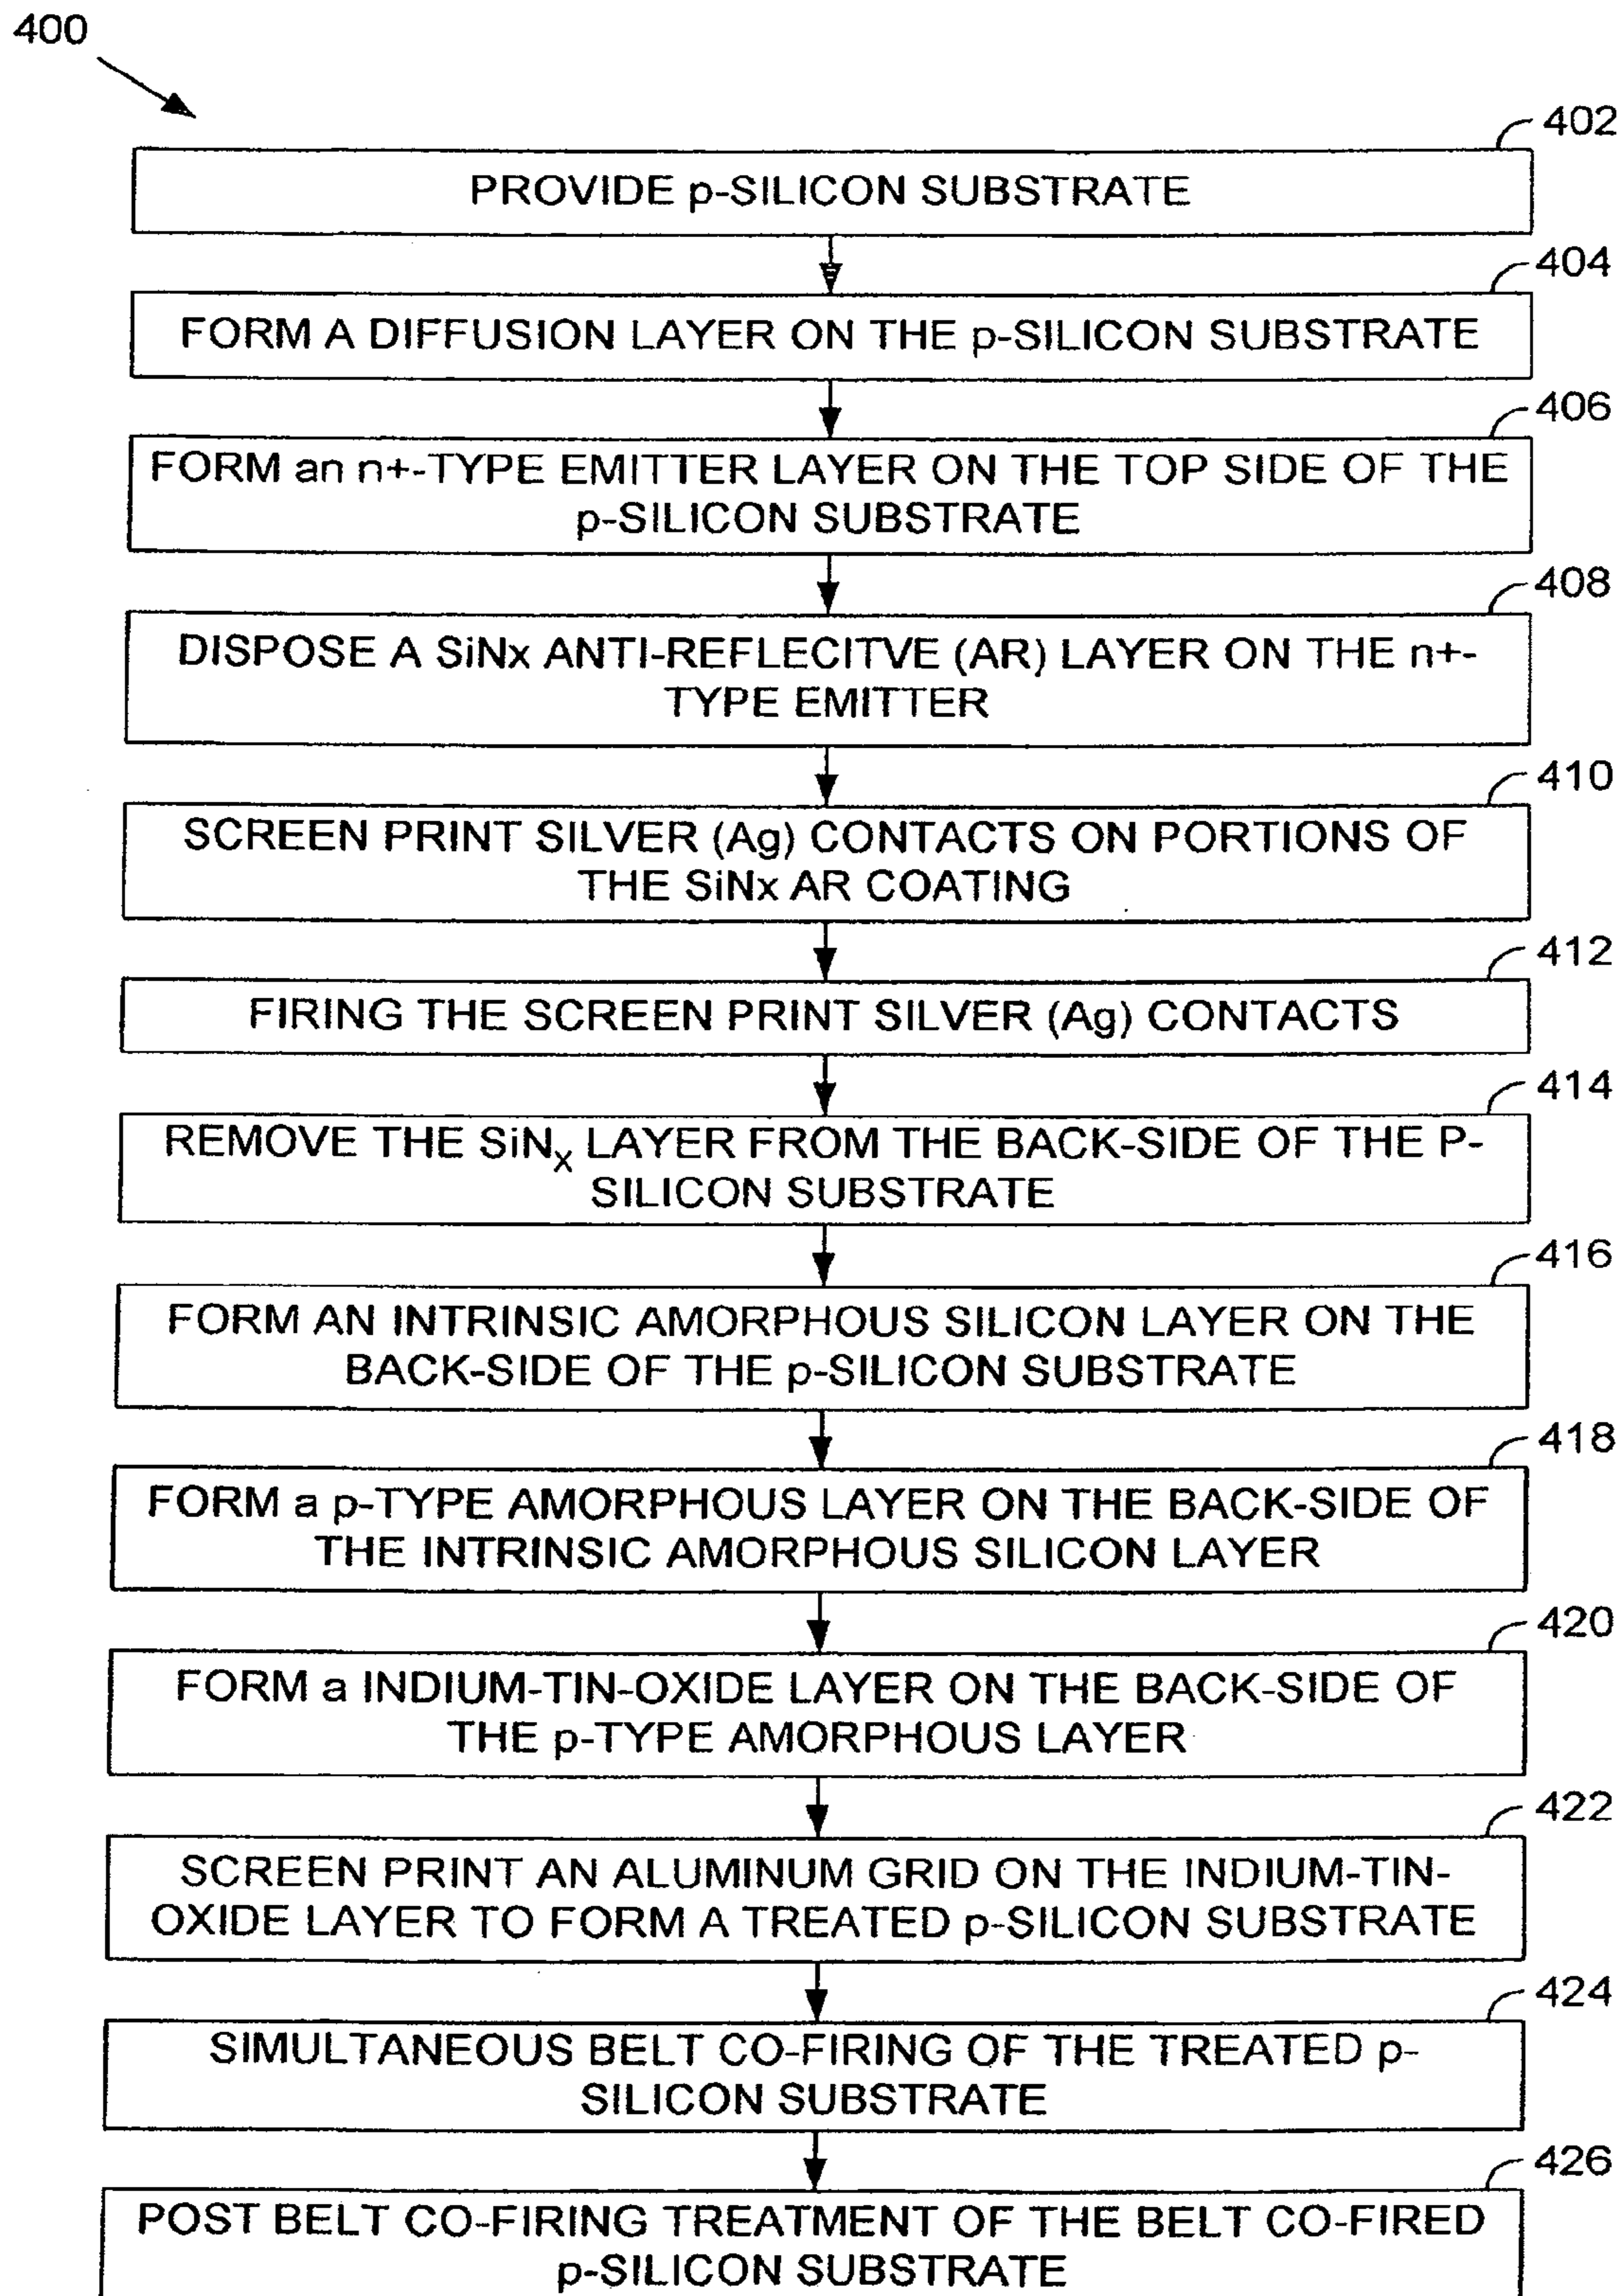 400
402
PROVIDE p-SILICON SUBSTRATE
404
FORM A DIFFUSION LAYER ON THE p-SILICON SUBSTRATE
406
FORM an n+-TYPE EMITTER LAYER ON THE TOP SIDE OF THE
p-SILICON SUBSTRATE
408
DISPOSE A SiNx ANTI-REFLECITVE (AR) LAYER ON THE n+-
TYPE EMITTER
410
SCREEN PRINT SILVER (Ag) CONTACTS ON PORTIONS OF
THE SiNx AR COATING
412
FIRING THE SCREEN PRINT SILVER (Ag) CONTACTS
414
REMOVE THE SiNx LAYER FROM THE BACK-SIDE OF THE P-
SILICON SUBSTRATE
416
FORM AN INTRINSIC AMORPHOUS SILICON LAYER ON THE
BACK-SIDE OF THE p-SILICON SUBSTRATE
418
FORM a p-TYPE AMORPHOUS LAYER ON THE BACK-SIDE OF
THE INTRINSIC AMORPHOUS SILICON LAYER
420
FORM a INDIUM-TIN-OXIDE LAYER ON THE BACK-SIDE OF
THE p-TYPE AMORPHOUS LAYER
422
SCREEN PRINT AN ALUMINUM GRID ON THE INDIUM-TIN-
OXIDE LAYER TO FORM A TREATED p-SILICON SUBSTRATE
424
SIMULTANEOUS BELT CO-FIRING OF THE TREATED p-
SILICON SUBSTRATE
426
POST BELT CO-FIRING TREATMENT OF THE BELT CO-FIRED
p-SILICON SUBSTRATE